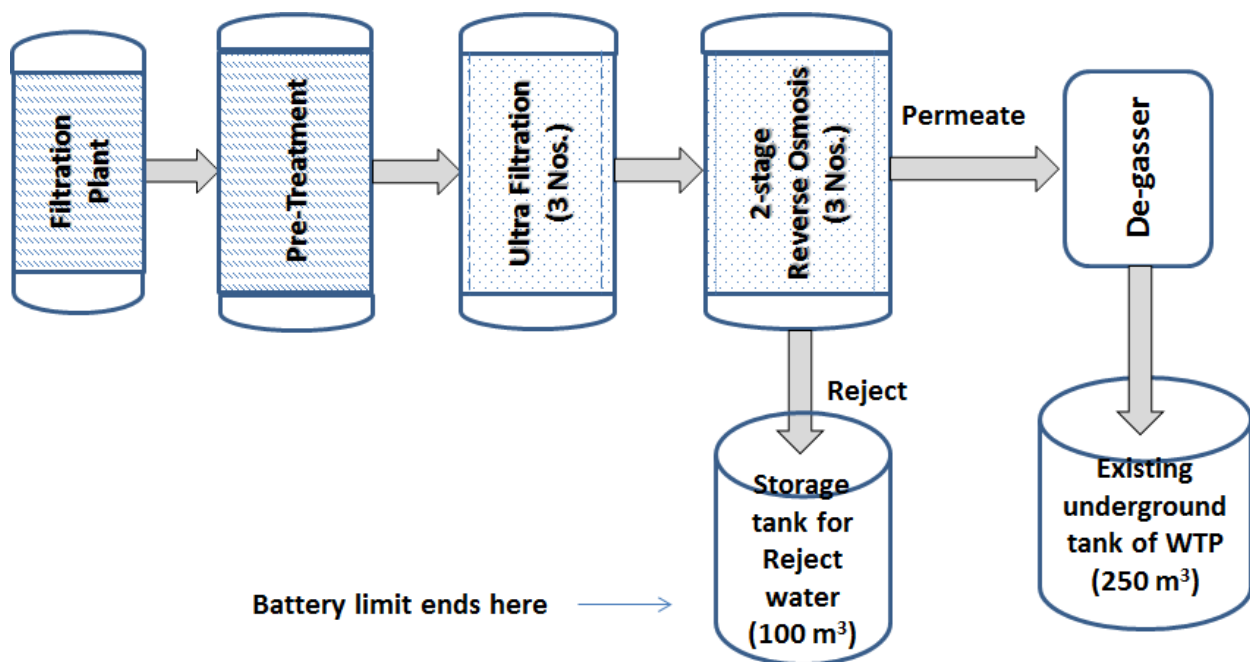 Filtration
Plant
Pre-Treatment
Ultra Filtration
(3 Nos.)
2-stage
Reverse Osmosis
(3 Nos.)
Permeate
De-gasser
Reject
Storage
tank for
Reject
water
(100 m³)
Existing
underground
tank of WTP
(250 m³)
Battery limit ends here